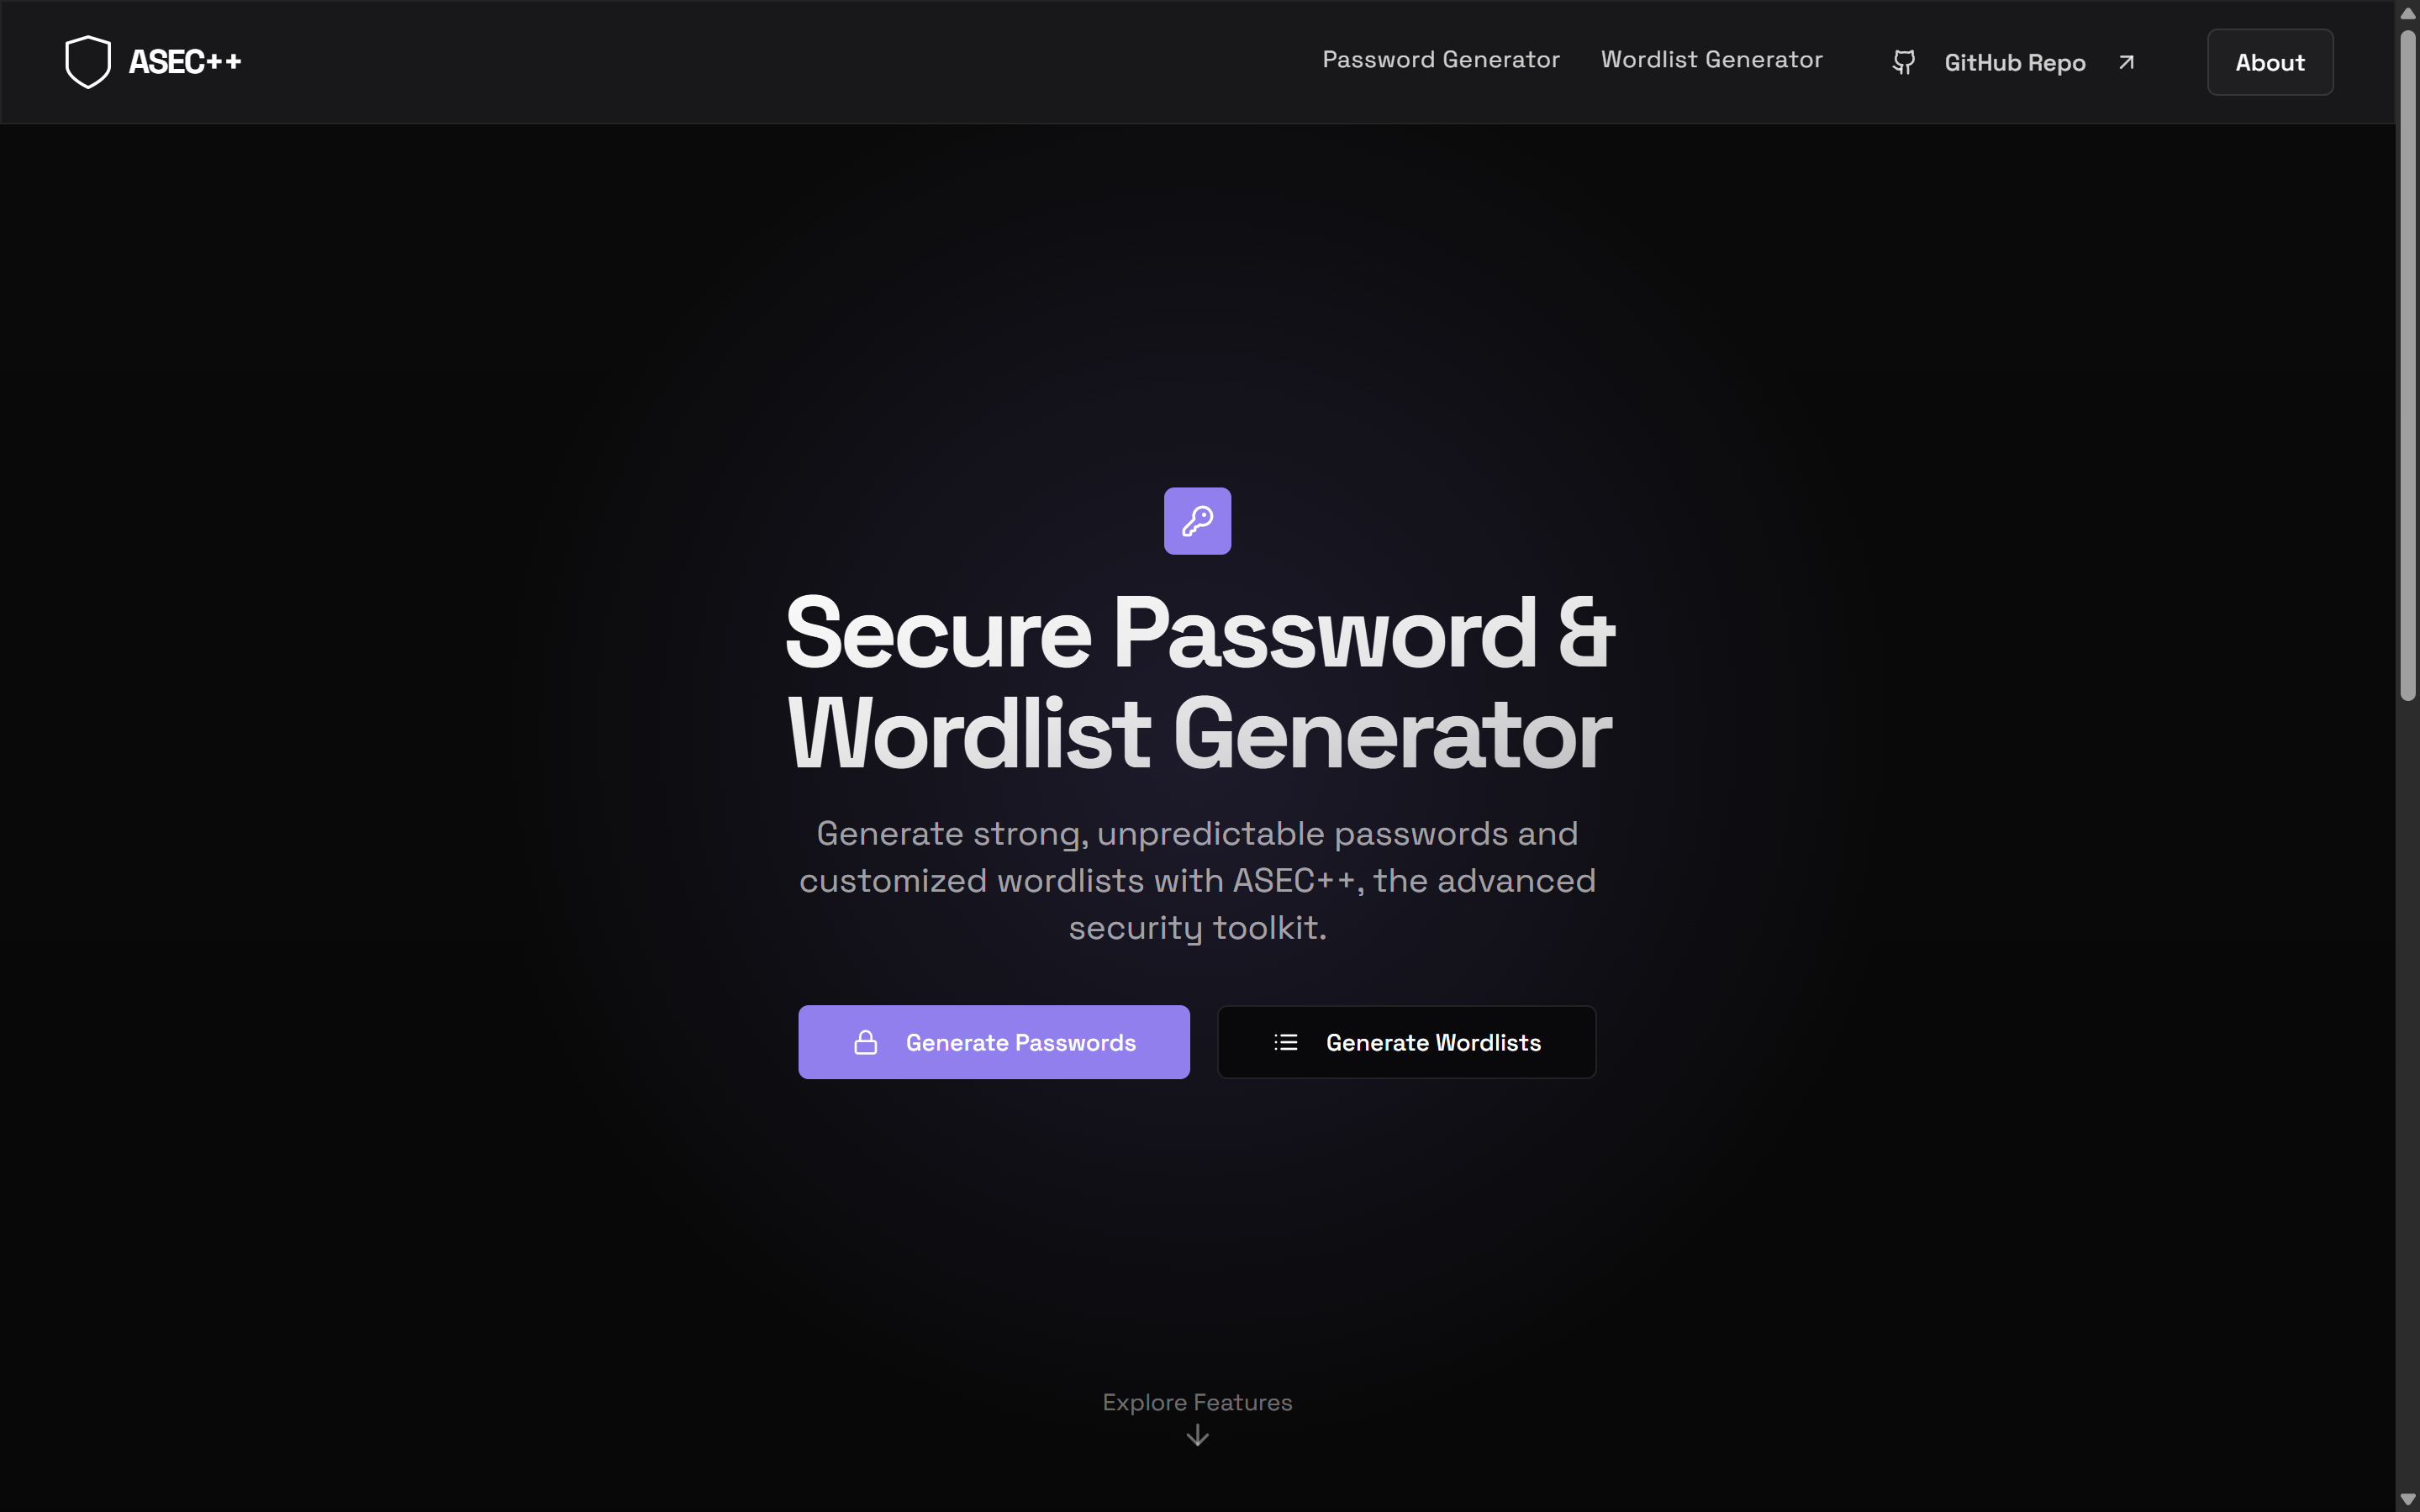 ASEC++
Password Generator
Wordlist Generator
GitHub Repo
About
Secure Password &
Wordlist Generator
Generate strong, unpredictable passwords and
customized wordlists with ASEC++, the advanced
security toolkit.
Generate Passwords
Generate Wordlists
Explore Features